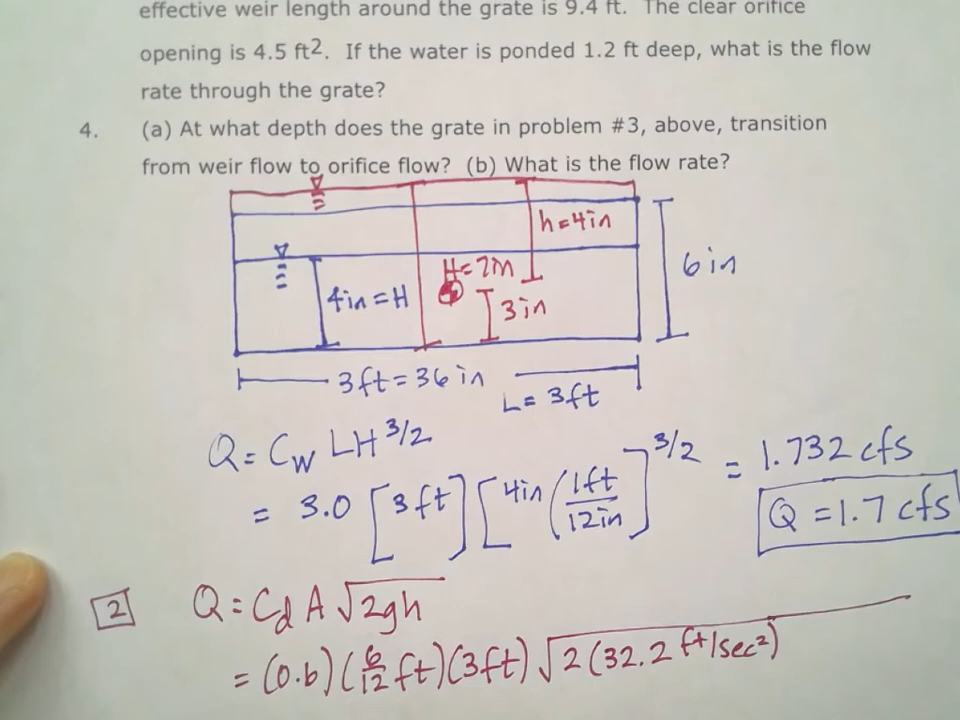 effective weir length around the grate is 9.4 ft. The clear orifice
opening is 4.5 ft2. If the water is ponded 1.2 ft deep, what is the flow
rate through the grate?
4. (a) At what depth does the grate in problem #3, above, transition
from weir flow to orifice flow? (b) What is the flow rate?
h=4in
6in
H=7in
4in=H
3in
3ft=36in
L= 3ft
Q= Cw LH 3/2
= 3.0 [3ft] [4in (1ft/12in)]3/2 = 1.732 cfs
Q =1.7 cfs
2 Q= Cd A √2gh
= (0.6) (6/12 ft) (3ft) √2(32.2 ft/sec²)